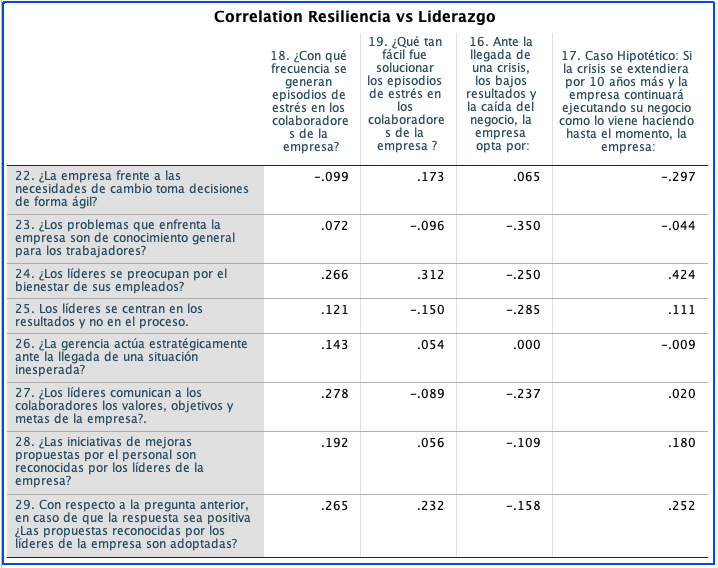 Correlation Resiliencia vs Liderazgo
18. ¿Con qué
frecuencia se
generan
episodios de
estrés en los
colaboradore
s de la
empresa?
19. ¿Qué tan
fácil fue
solucionar
los episodios
de estrés en
los
colaboradore
s de la
empresa ?
16. Ante la
llegada de
una crisis,
los bajos
resultados y
la caída del
negocio, la
empresa
opta por:
17. Caso Hipotético: Si
la crisis se extendiera
por 10 años más y la
empresa continuará
ejecutando su negocio
como lo viene haciendo
hasta el momento, la
empresa:
22. ¿La empresa frente a las
necesidades de cambio toma decisiones
de forma ágil?
-.099 .173 .065 -.297
23. ¿Los problemas que enfrenta la
empresa son de conocimiento general
para los trabajadores?
.072 -.096 -.350 -.044
24. ¿Los líderes se preocupan por el
bienestar de sus empleados?
.266 .312 -.250 .424
25. Los líderes se centran en los
resultados y no en el proceso.
.121 -.150 -.285 .111
26. ¿La gerencia actúa estratégicamente
ante la llegada de una situación
inesperada?
.143 .054 .000 -.009
27. ¿Los líderes comunican a los
colaboradores los valores, objetivos y
metas de la empresa?.
.278 -.089 -.237 .020
28. ¿Las iniciativas de mejoras
propuestas por el personal son
reconocidas por los líderes de la
empresa?
.192 .056 -.109 .180
29. Con respecto a la pregunta anterior,
en caso de que la respuesta sea positiva
¿Las propuestas reconocidas por los
líderes de la empresa son adoptadas?
.265 .232 -.158 .252